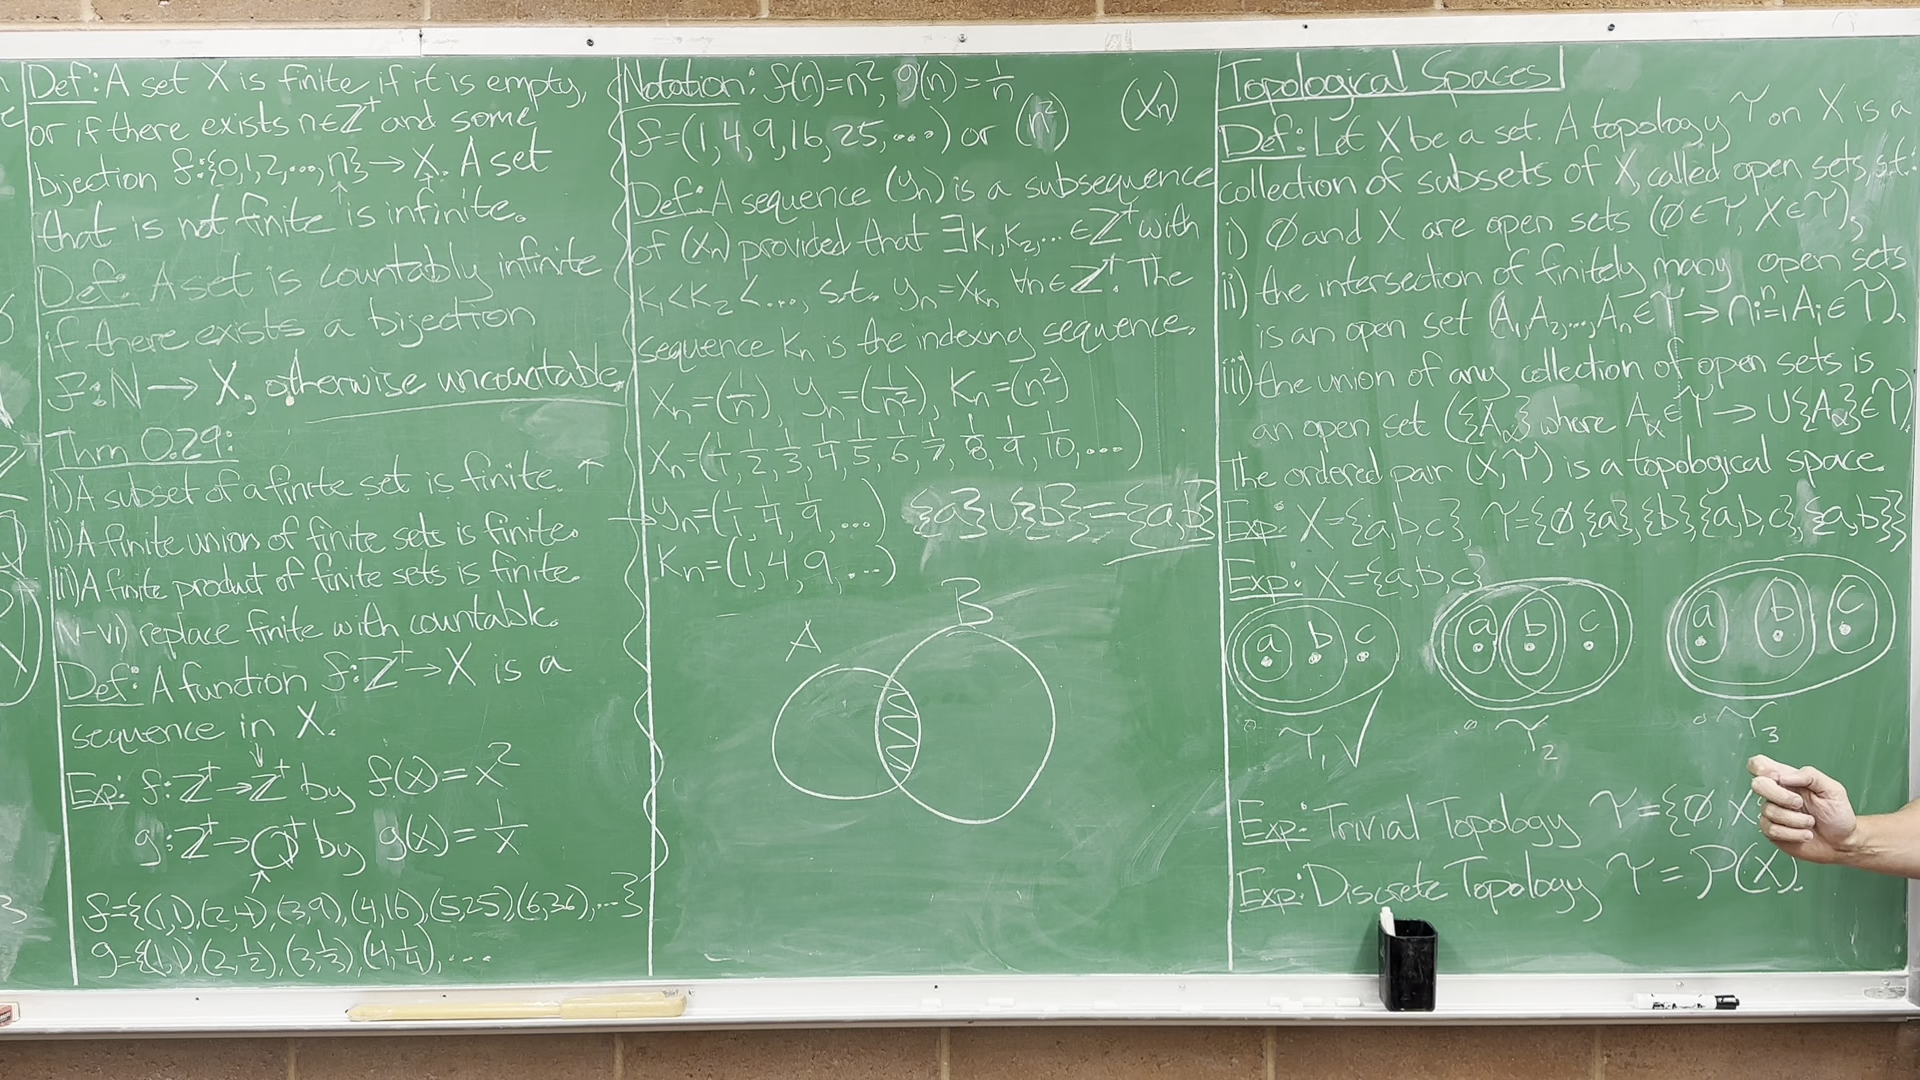 Def: A set X is finite if it is empty,
or if there exists n∈Z⁺ and some
bijection f:{0,1,2,...,n}→X. A set
that is not finite is infinite.
Def: A set is countably infinite
if there exists a bijection
f:N→X, otherwise uncountable.
Thm 0.29:
i) A subset of a finite set is finite.
ii) A finite union of finite sets is finite.
iii) A finite product of finite sets is finite.
iv-vi) replace finite with countable.
Def: A function f:Z⁺→X is a
sequence in X.
Exp: f:Z⁺→Z⁺ by f(x)=x²
g:Z⁺→Q⁺ by g(x)=1/x
f={(1,1),(2,4),(3,9),(4,16),(5,25),(6,36),...}
g={(1,1),(2,1/2),(3,1/3),(4,1/4),...
Notation: f(n)=n², g(n)=1/n
f=(1,4,9,16,25,...) or (n²) (Xn)
Def: A sequence (yn) is a subsequence
of (xn) provided that ∃K₁,K₂,...∈Z⁺ with
K₁<K₂<..., s.t. yn=XKn ∀n∈Z⁺. The
sequence Kn is the indexing sequence.
Xn=(1/n), yn=(1/n²), Kn=(n²)
Xn=(1/1,1/2,1/3,1/4,1/5,1/6,1/7,1/8,1/9,1/10,...)
yn=(1/1,1/4,1/9,...) {a}∪{b}={a,b}
Kn=(1,4,9,...)
A B
Topological Spaces
Def: Let X be a set. A topology Ƭ on X is a
collection of subsets of X, called open sets, s.t:
i) Ø and X are open sets (Ø∈Ƭ, X∈Ƭ),
ii) the intersection of finitely many open sets
is an open set (A₁,A₂,...,An∈Ƭ→∩ⁿi=1 Ai∈Ƭ),
iii) the union of any collection of open sets is
an open set ({Aα} where Aα∈Ƭ→∪{Aα}∈Ƭ).
The ordered pair (X,Ƭ) is a topological space.
Exp: X={a,b,c} Ƭ={Ø,{a},{b},{a,b,c},{a,b}}
Exp: X={a,b,c}
a b c a b c a b c
Ƭ₁ ✓ Ƭ₂ Ƭ₃
Exp: Trivial Topology Ƭ={Ø,X
Exp: Discrete Topology Ƭ=P(X).